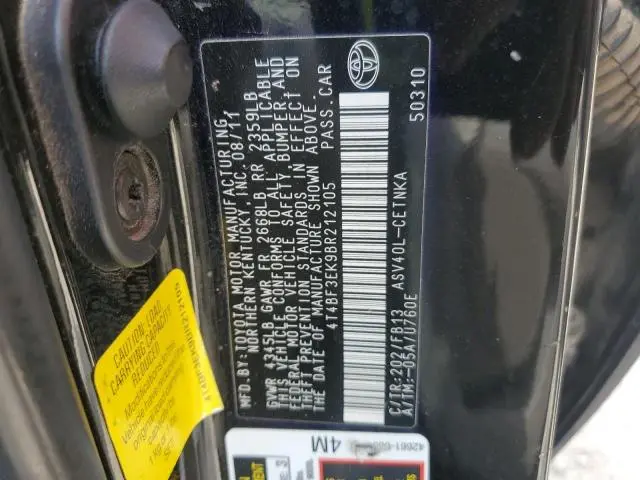 MFD. BY: TOYOTA MOTOR MANUFACTURING,
NORTHERN KENTUCKY, INC. 08/11
GVWR 4345LB GAWR FR 2668LB RR 2359LB
THIS VEHICLE CONFORMS TO ALL APPLICABLE
FEDERAL MOTOR VEHICLE SAFETY, BUMPER, AND
THEFT PREVENTION STANDARDS IN EFFECT ON
THE DATE OF MANUFACTURE SHOWN ABOVE.
4T4BF3EK9BR212105 PASS. CAR
C/TR:202/FB13 ASV40L-CETNKA
A/TM:-05A/U760E 50310
CAUTION: LOAD
CARRYING CAPACITY
REDUCED
4M